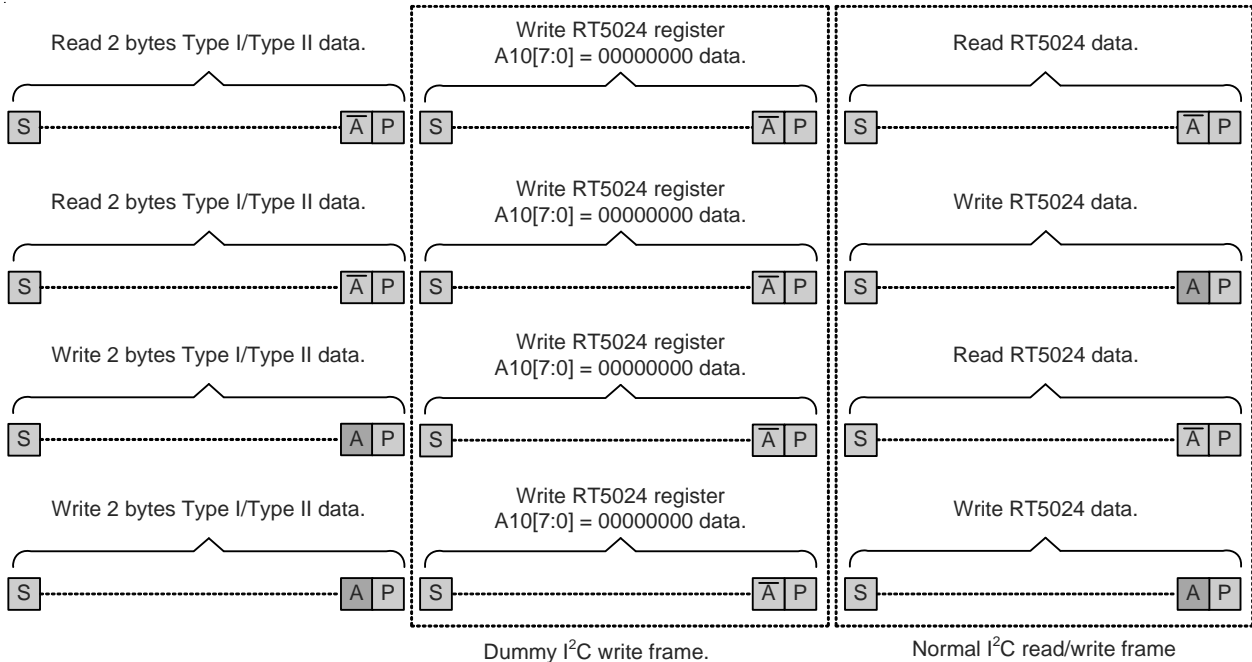 Read 2 bytes Type I/Type II data.
Write RT5024 register
A10[7:0] = 00000000 data.
Read RT5024 data.
S A̅ P S A̅ P S A̅ P
Read 2 bytes Type I/Type II data.
Write RT5024 register
A10[7:0] = 00000000 data.
Write RT5024 data.
S A̅ P S A̅ P S A P
Write 2 bytes Type I/Type II data.
Write RT5024 register
A10[7:0] = 00000000 data.
Read RT5024 data.
S A P S A̅ P S A̅ P
Write 2 bytes Type I/Type II data.
Write RT5024 register
A10[7:0] = 00000000 data.
Write RT5024 data.
S A P S A̅ P S A P
Dummy I²C write frame.
Normal I²C read/write frame